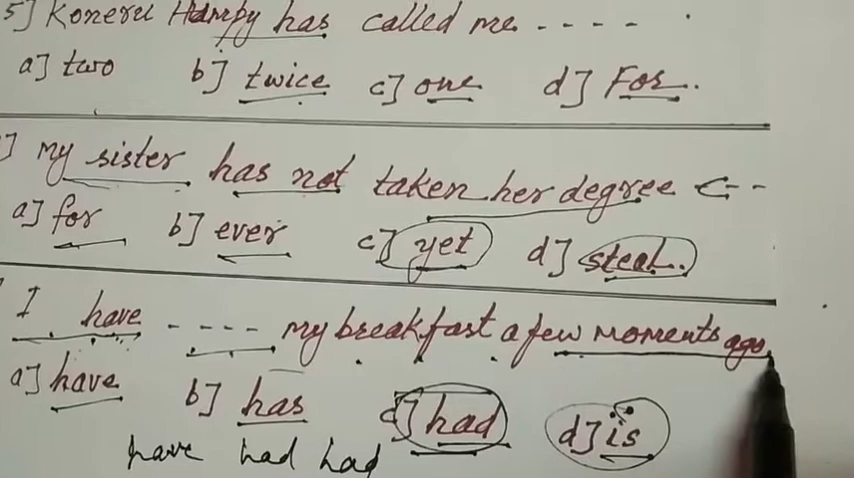 5] Koneru Hampy has called me ----
a] two b] twice c] one d] For.
] my sister has not taken her degree ---
a] for b] ever c] yet d] steal.
I have ---- my breakfast a few moments ago.
a] have b] has c] had d] is
have had had